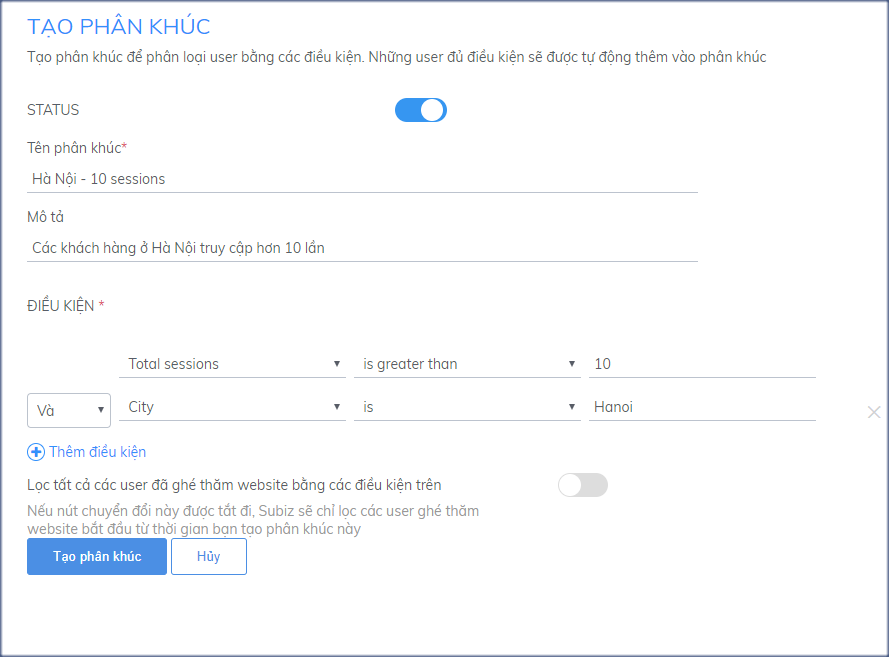 TẠO PHÂN KHÚC
Tạo phân khúc để phân loại user bằng các điều kiện. Những user đủ điều kiện sẽ được tự động thêm vào phân khúc
STATUS
Tên phân khúc*
Hà Nội - 10 sessions
Mô tả
Các khách hàng ở Hà Nội truy cập hơn 10 lần
ĐIỀU KIỆN *
Total sessions is greater than 10
Và City is Hanoi
Thêm điều kiện
Lọc tất cả các user đã ghé thăm website bằng các điều kiện trên
Nếu nút chuyển đổi này được tắt đi, Subiz sẽ chỉ lọc các user ghé thăm
website bắt đầu từ thời gian bạn tạo phân khúc này
Tạo phân khúc Hủy